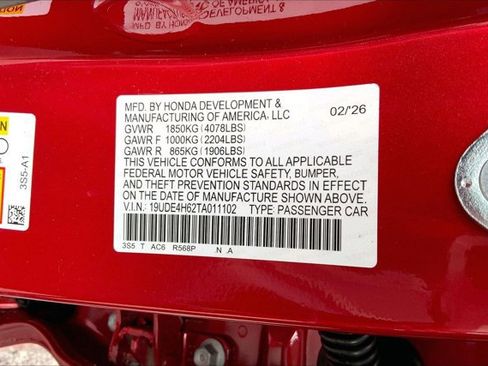 MFD. BY HONDA DEVELOPMENT &
MANUFACTURING OF AMERICA, LLC 02/'26
GVWR 1850KG (4078LBS)
GAWR F 1000KG (2204LBS)
GAWR R 865KG (1906LBS)
THIS VEHICLE CONFORMS TO ALL APPLICABLE
FEDERAL MOTOR VEHICLE SAFETY, BUMPER,
AND THEFT PREVENTION STANDARDS IN EFFECT
ON THE DATE OF MANUFACTURE SHOWN ABOVE.
V.I.N.: 19UDE4H62TA011102 TYPE: PASSENGER CAR
3S5 T AC6 R568P N .A
3S5-A1